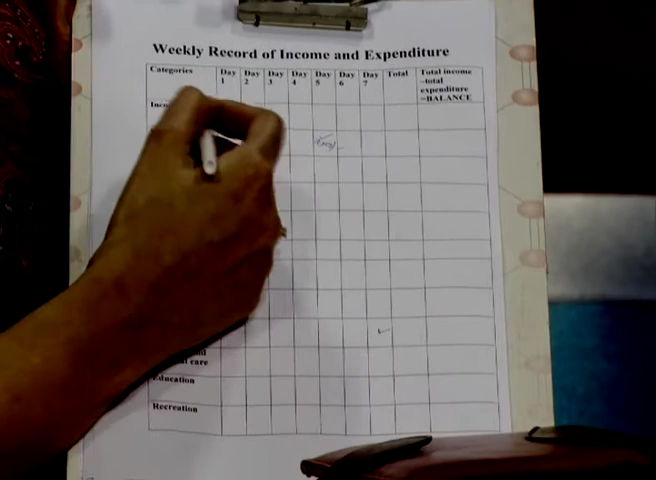 Weekly Record of Income and Expenditure
Categories Day 1 Day 2 Day 3 Day 4 Day 5 Day 6 Day 7 Total Total income
–total
expenditure
=BALANCE
care
Education
Recreation